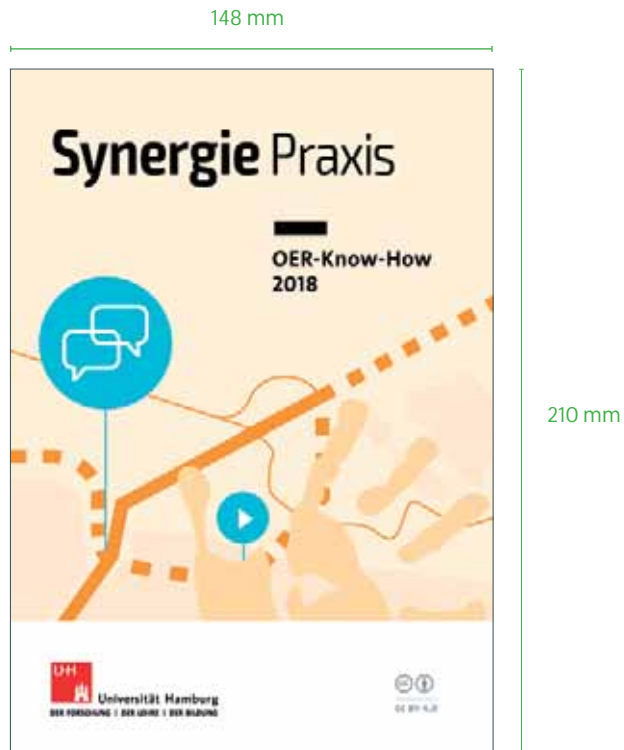 148 mm
Synergie Praxis
OER-Know-How
2018
210 mm
UH
Universität Hamburg
DER FORSCHUNG | DER LEHRE | DER BILDUNG
CC BY 4.0